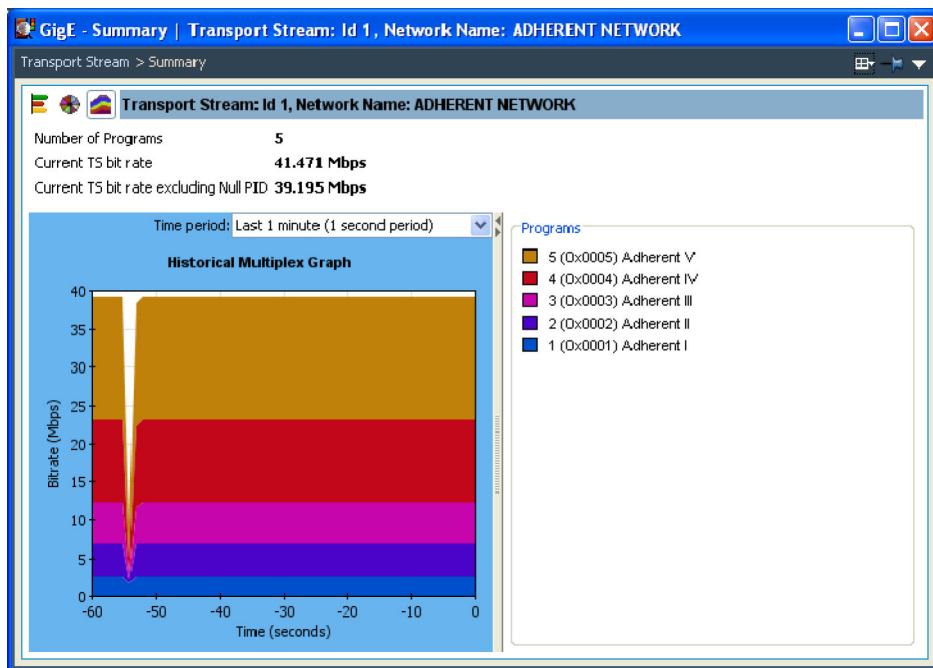 GigE - Summary | Transport Stream: Id 1, Network Name: ADHERENT NETWORK
Transport Stream > Summary
Transport Stream: Id 1, Network Name: ADHERENT NETWORK
Number of Programs 5
Current TS bit rate 41.471 Mbps
Current TS bit rate excluding Null PID 39.195 Mbps
Time period: Last 1 minute (1 second period)
Historical Multiplex Graph
40
35
30
25
20
15
10
5
0
Bitrate (Mbps)
-60 -50 -40 -30 -20 -10 0
Time (seconds)
Programs
5 (0x0005) Adherent V
4 (0x0004) Adherent IV
3 (0x0003) Adherent III
2 (0x0002) Adherent II
1 (0x0001) Adherent I